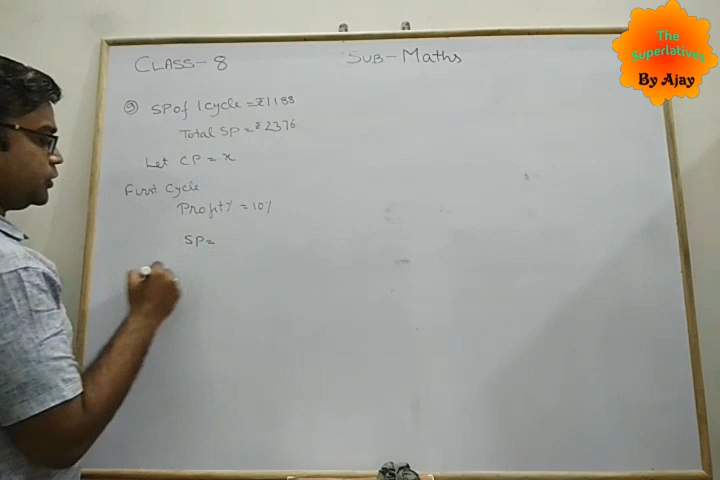 CLASS-8 SUB-Maths
The
Superlatives
By Ajay
9 SP of 1 cycle = ₹1188
Total SP = ₹2376
Let CP = x
First Cycle
Profit% = 10%
SP =